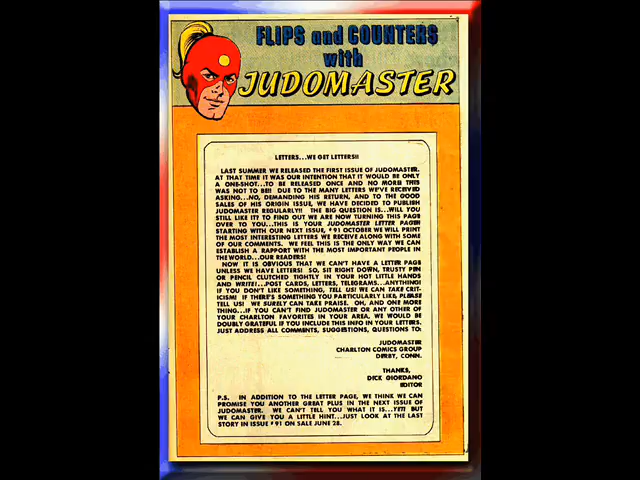 FLIPS and COUNTERS
with
JUDOMASTER
LETTERS...WE GET LETTERS!!
LAST SUMMER WE RELEASED THE FIRST ISSUE OF JUDOMASTER.
AT THAT TIME IT WAS OUR INTENTION THAT IT WOULD BE ONLY
A ONE-SHOT...TO BE RELEASED ONCE AND NO MORE! THIS
WAS NOT TO BE!! DUE TO THE MANY LETTERS WE'VE RECEIVED
ASKING...NO, DEMANDING HIS RETURN, AND TO THE GOOD
SALES OF HIS ORIGIN ISSUE, WE HAVE DECIDED TO PUBLISH
JUDOMASTER REGULARLY!! THE BIG QUESTION IS...WILL YOU
STILL LIKE IT? TO FIND OUT WE ARE NOW TURNING THIS PAGE
OVER TO YOU...THIS IS YOUR JUDOMASTER LETTER PAGE!!
STARTING WITH OUR NEXT ISSUE, #91 OCTOBER WE WILL PRINT
THE MOST INTERESTING LETTERS WE RECEIVE ALONG WITH SOME
OF OUR COMMENTS. WE FEEL THIS IS THE ONLY WAY WE CAN
ESTABLISH A RAPPORT WITH THE MOST IMPORTANT PEOPLE IN
THE WORLD...OUR READERS!
NOW IT IS OBVIOUS THAT WE CAN'T HAVE A LETTER PAGE
UNLESS WE HAVE LETTERS! SO, SIT RIGHT DOWN, TRUSTY PEN
OR PENCIL CLUTCHED TIGHTLY IN YOUR HOT LITTLE HANDS
AND WRITE!...POST CARDS, LETTERS, TELEGRAMS...ANYTHING!
IF YOU DON'T LIKE SOMETHING, TELL US! WE CAN TAKE CRIT-
ICISM! IF THERE'S SOMETHING YOU PARTICULARLY LIKE, PLEASE
TELL US! WE SURELY CAN TAKE PRAISE. OH, AND ONE MORE
THING...IF YOU CAN'T FIND JUDOMASTER OR ANY OTHER OF
YOUR CHARLTON FAVORITES IN YOUR AREA, WE WOULD BE
DOUBLY GRATEFUL IF YOU INCLUDE THIS INFO IN YOUR LETTERS.
JUST ADDRESS ALL COMMENTS, SUGGESTIONS, QUESTIONS TO:
JUDOMASTER
CHARLTON COMICS GROUP
DERBY, CONN.
THANKS,
DICK GIORDANO
EDITOR
P.S. IN ADDITION TO THE LETTER PAGE, WE THINK WE CAN
PROMISE YOU ANOTHER GREAT PLUS IN THE NEXT ISSUE OF
JUDOMASTER. WE CAN'T TELL YOU WHAT IT IS...YET! BUT
WE CAN GIVE YOU A LITTLE HINT...JUST LOOK AT THE LAST
STORY IN ISSUE #91 ON SALE JUNE 28.